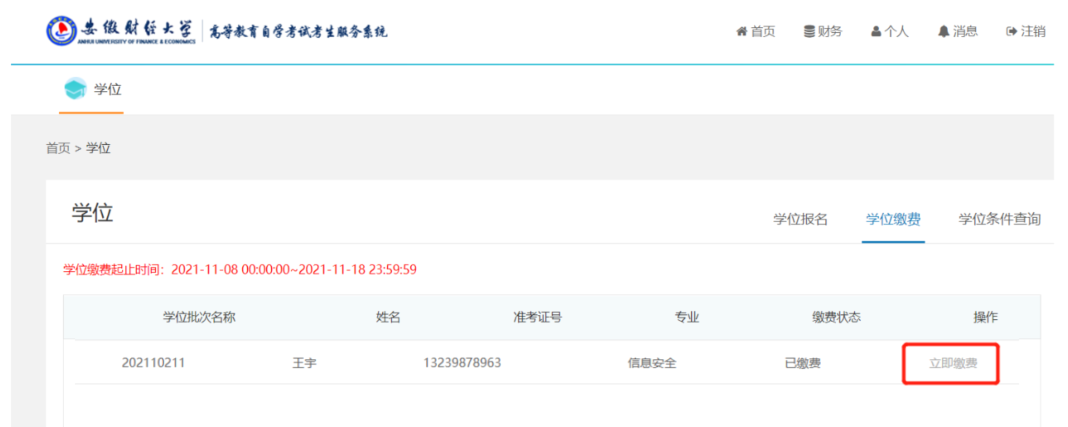 安徽财经大学 高等教育自学考试考生服务系统 首页 财务 个人 消息 注销
ANHUI UNIVERSITY OF FINANCE & ECONOMICS
学位
首页 > 学位
学位 学位报名 学位缴费 学位条件查询
学位缴费起止时间：2021-11-08 00:00:00~2021-11-18 23:59:59
学位批次名称 姓名 准考证号 专业 缴费状态 操作
202110211 王宇 13239878963 信息安全 已缴费 立即缴费